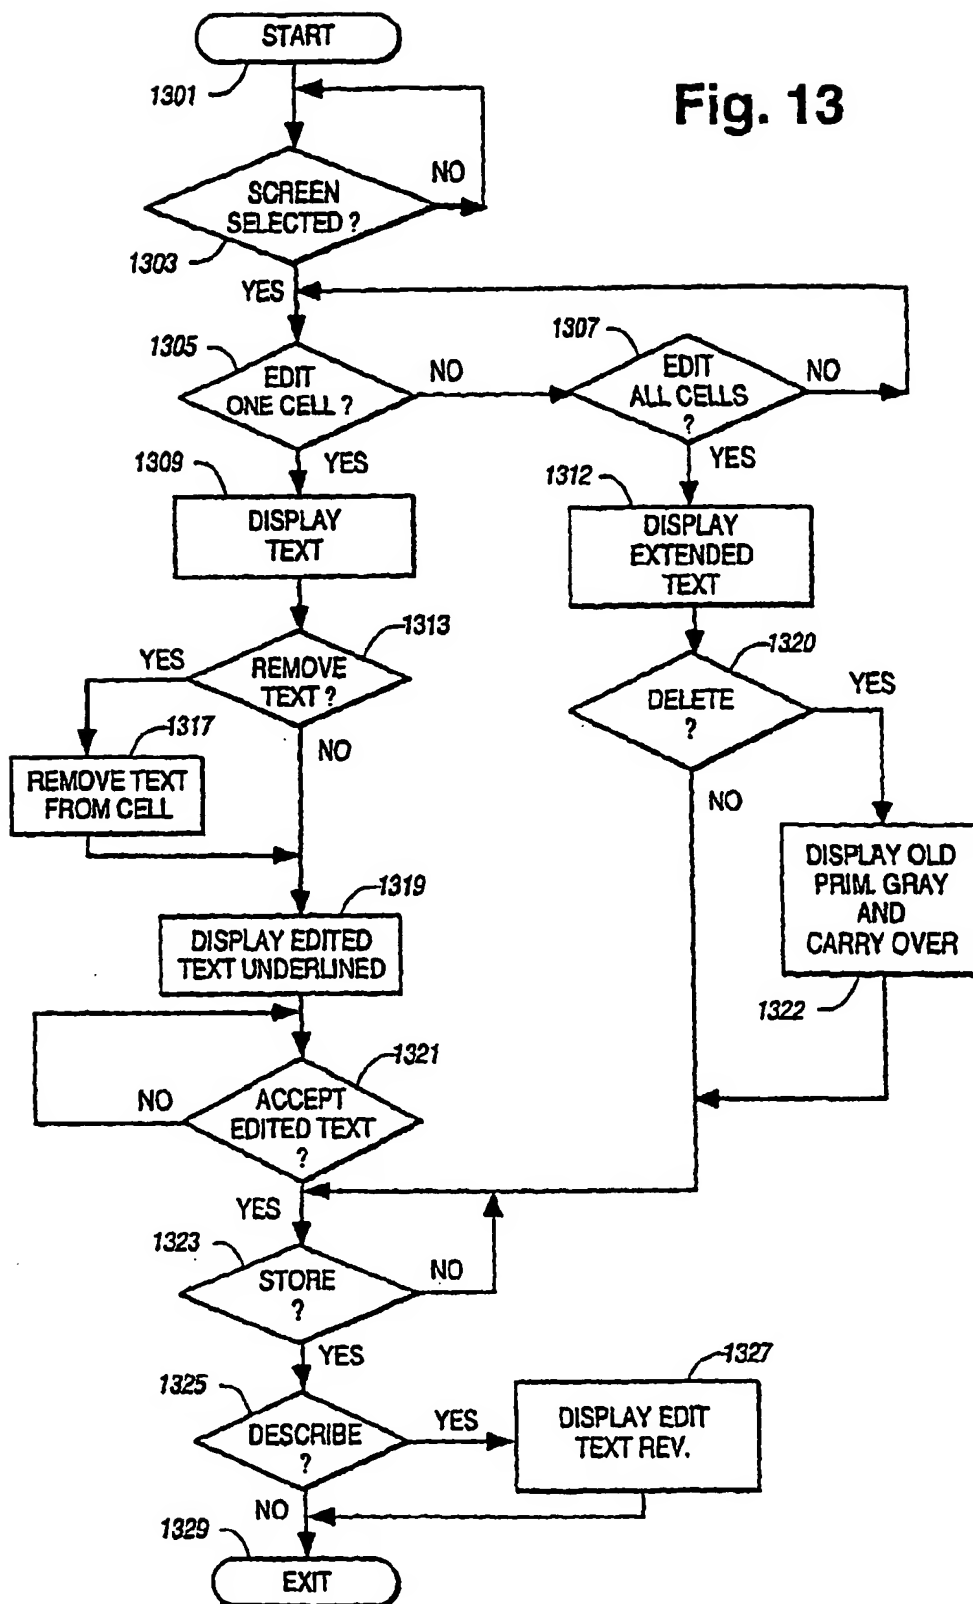 START
1301
Fig. 13
NO
SCREEN
SELECTED ?
1303
YES
1305
EDIT
ONE CELL ?
NO
1307
EDIT
ALL CELLS
?
NO
YES
YES
1309
DISPLAY
TEXT
1312
DISPLAY
EXTENDED
TEXT
1313
YES
REMOVE
TEXT ?
1320
DELETE
?
YES
1317
NO
REMOVE TEXT
FROM CELL
NO
DISPLAY OLD
PRIM. GRAY
AND
CARRY OVER
1319
DISPLAY EDITED
TEXT UNDERLINED
1322
1321
NO
ACCEPT
EDITED TEXT
?
YES
1323
STORE
?
NO
YES
1325
DESCRIBE
?
YES
1327
DISPLAY EDIT
TEXT REV.
NO
1329
EXIT